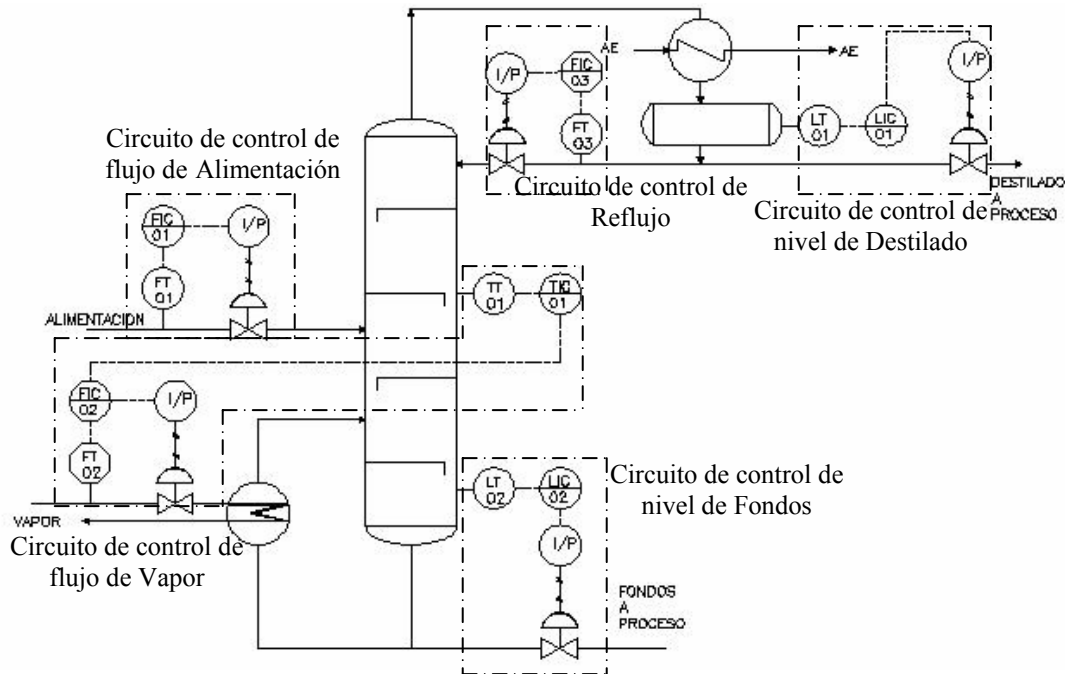 AE
AE
I/P
FIC
03
I/P
FT
03
LT
01
LIC
01
Circuito de control de
flujo de Alimentación
Circuito de control de
Reflujo
Circuito de control de
nivel de Destilado
DESTILADO
A
PROCESO
FIC
01
I/P
FT
01
TT
01
TIC
01
ALIMENTACION
FIC
02
I/P
FT
02
LT
02
LIC
02
Circuito de control de
nivel de Fondos
VAPOR
Circuito de control de
flujo de Vapor
I/P
FONDOS
A
PROCESO